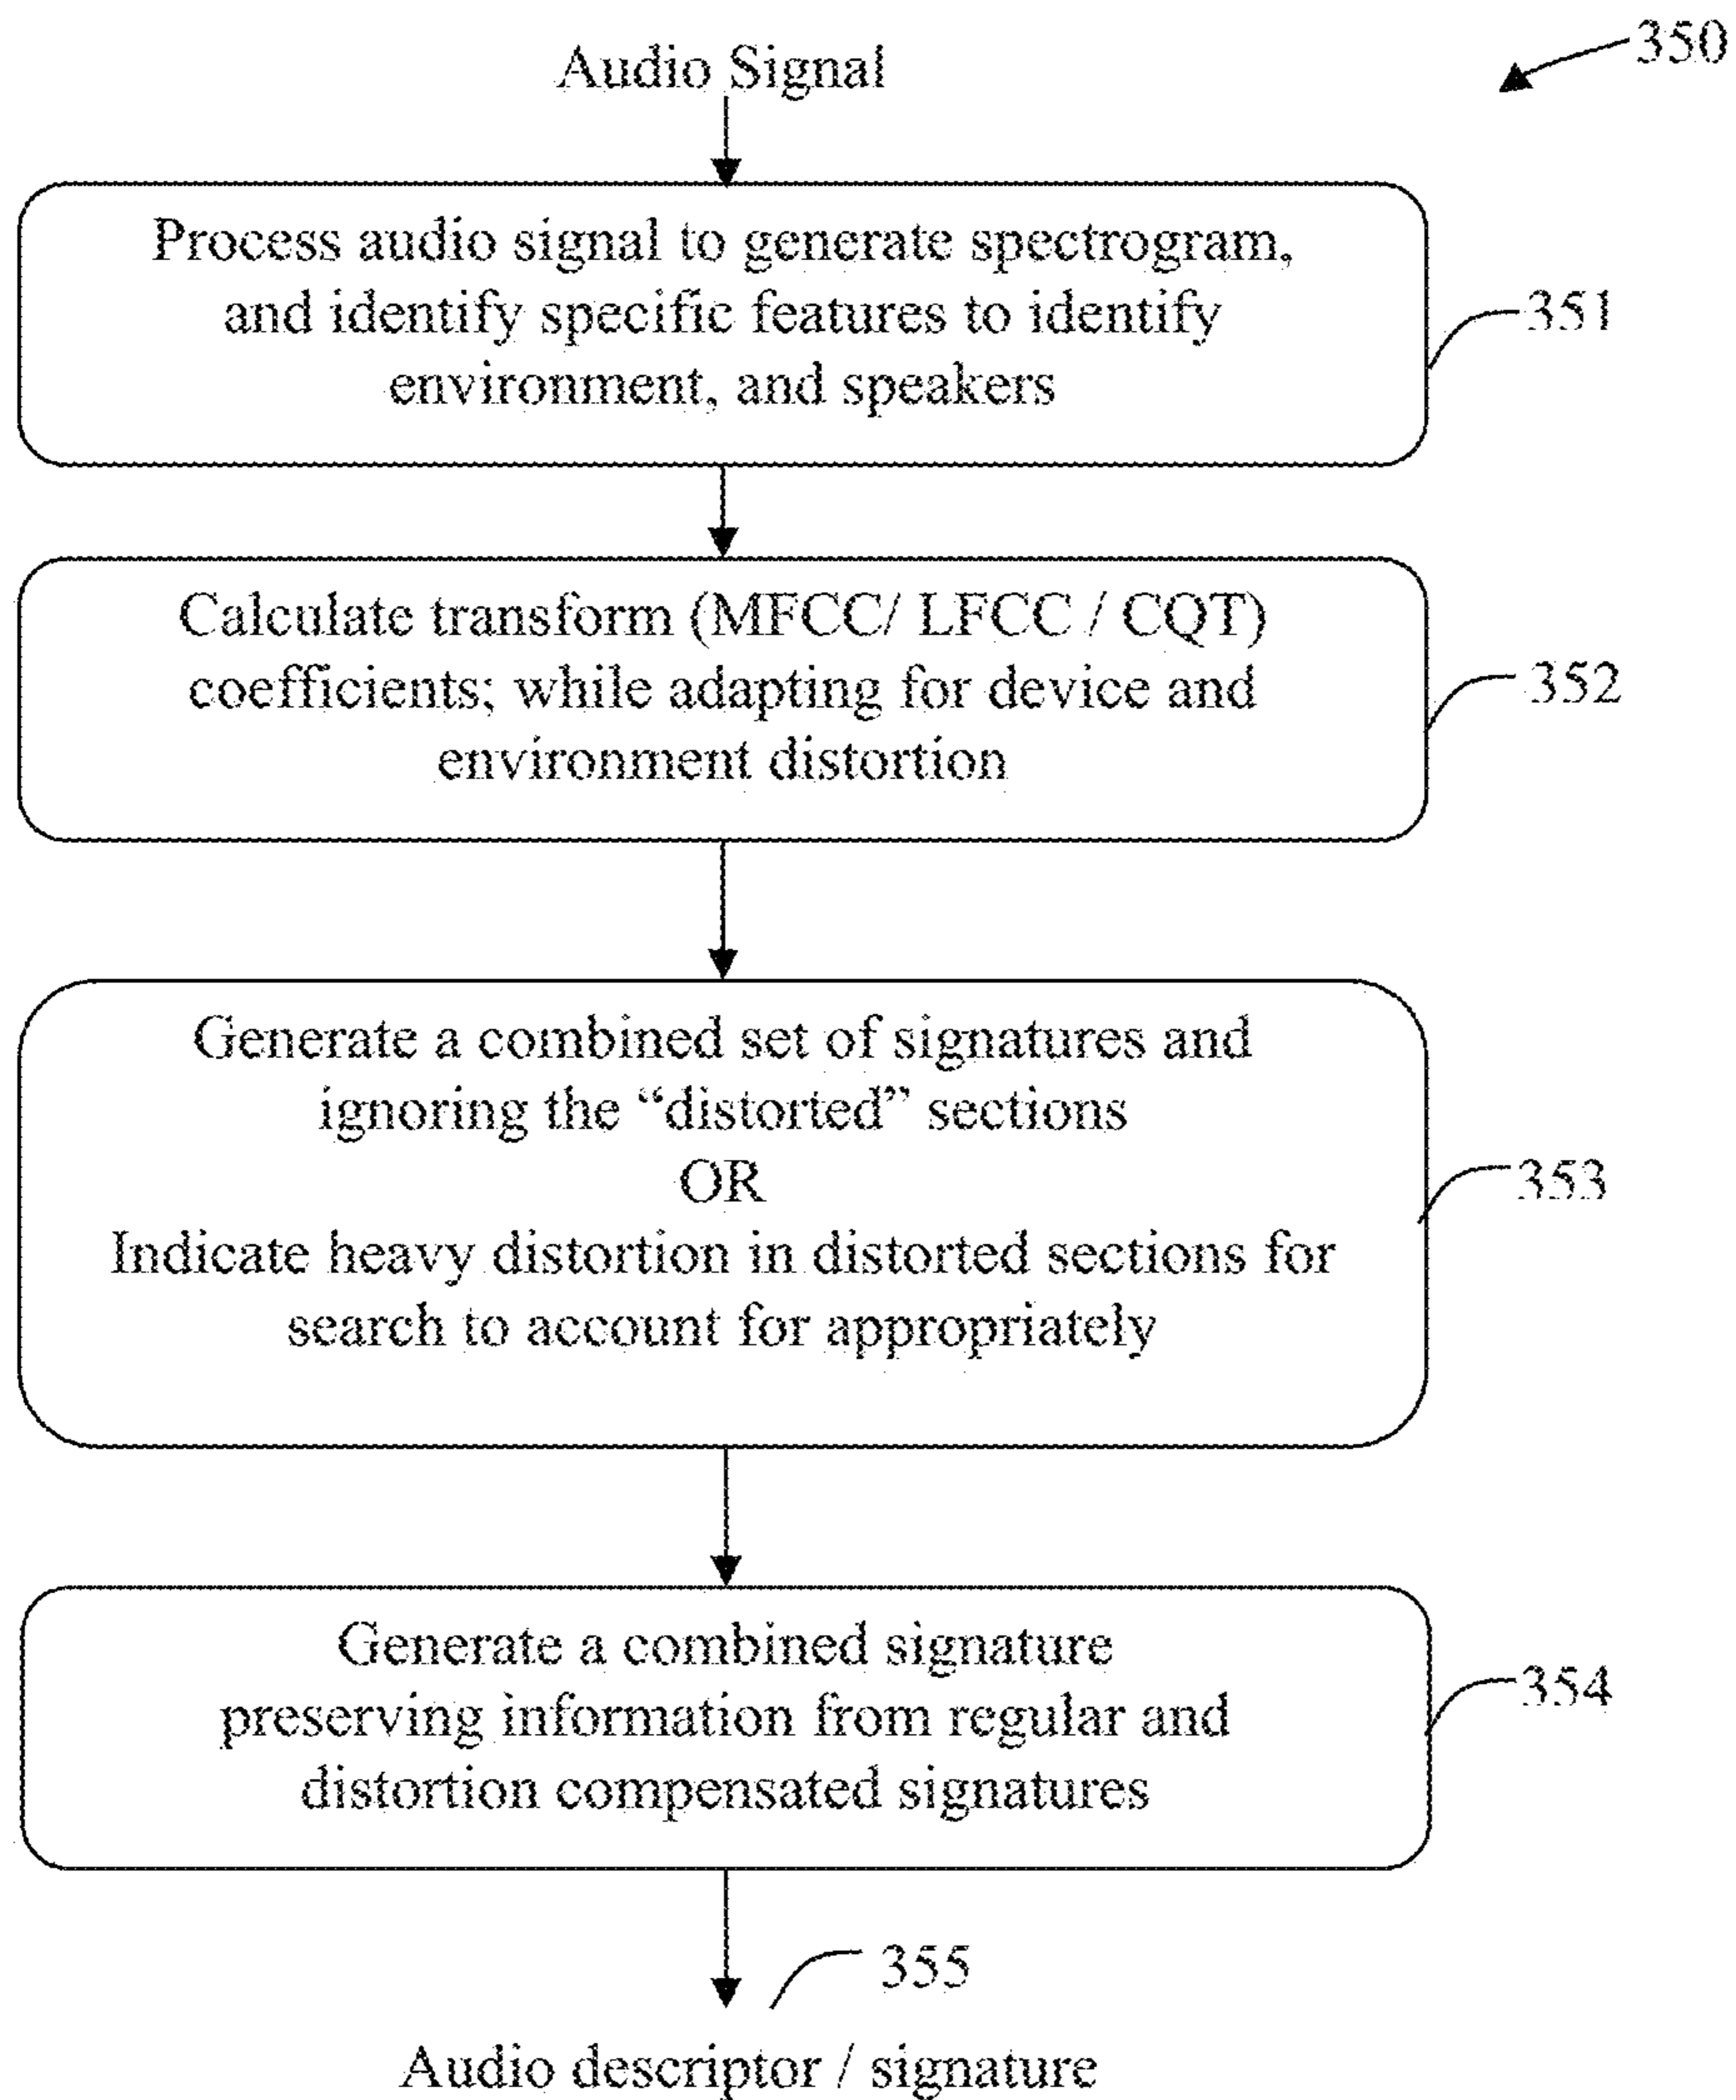 350
Audio Signal
Process audio signal to generate spectrogram,
and identify specific features to identify
environment, and speakers
351
Calculate transform (MFCC/ LFCC / CQT)
coefficients; while adapting for device and
environment distortion
352
Generate a combined set of signatures and
ignoring the “distorted” sections
OR
Indicate heavy distortion in distorted sections for
search to account for appropriately
353
Generate a combined signature
preserving information from regular and
distortion compensated signatures
354
355
Audio descriptor / signature